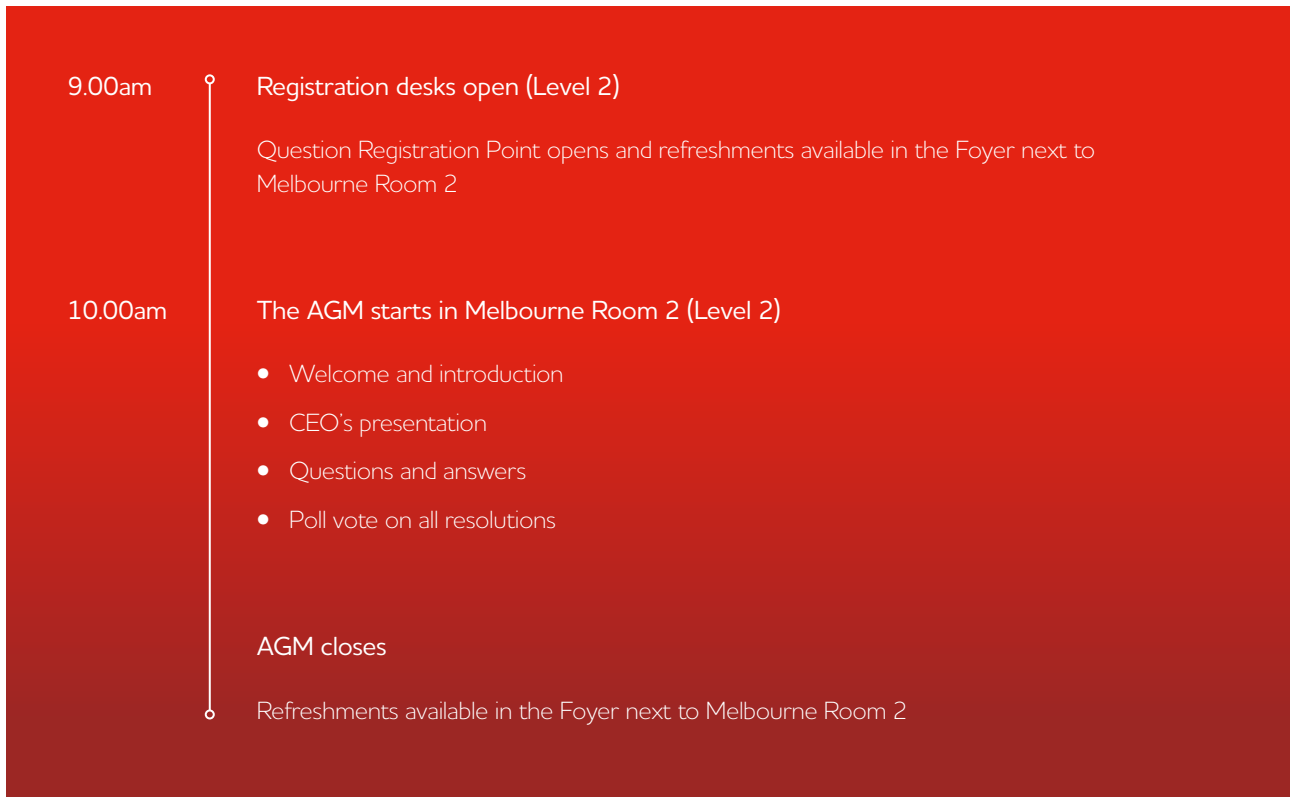 9.00am
Registration desks open (Level 2)
Question Registration Point opens and refreshments available in the Foyer next to
Melbourne Room 2
10.00am
The AGM starts in Melbourne Room 2 (Level 2)
• Welcome and introduction
• CEO's presentation
• Questions and answers
• Poll vote on all resolutions
AGM closes
Refreshments available in the Foyer next to Melbourne Room 2